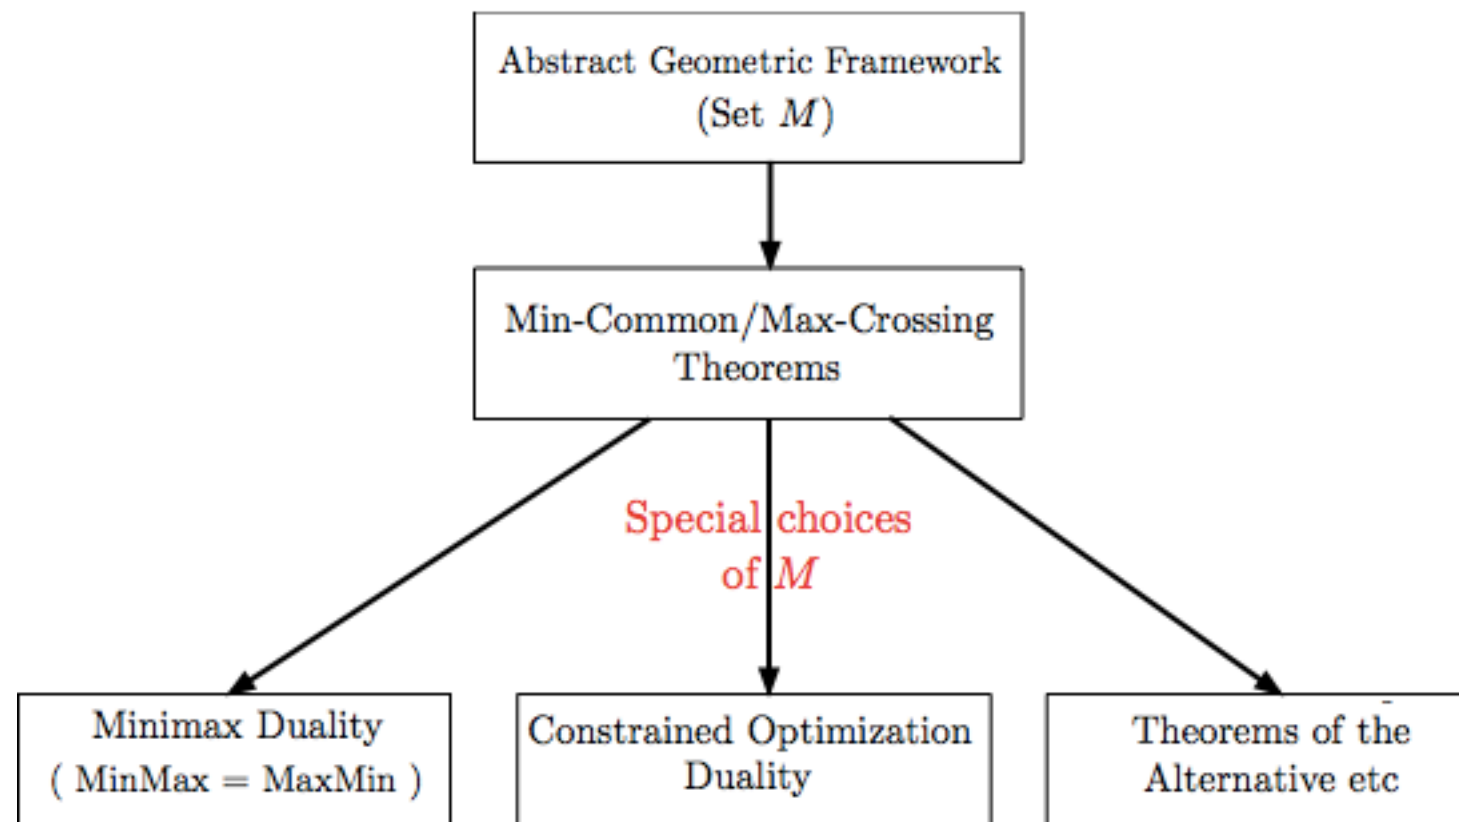 Abstract Geometric Framework
(Set M)
Min-Common/Max-Crossing
Theorems
Special choices
of M
Minimax Duality
( MinMax = MaxMin )
Constrained Optimization
Duality
Theorems of the
Alternative etc